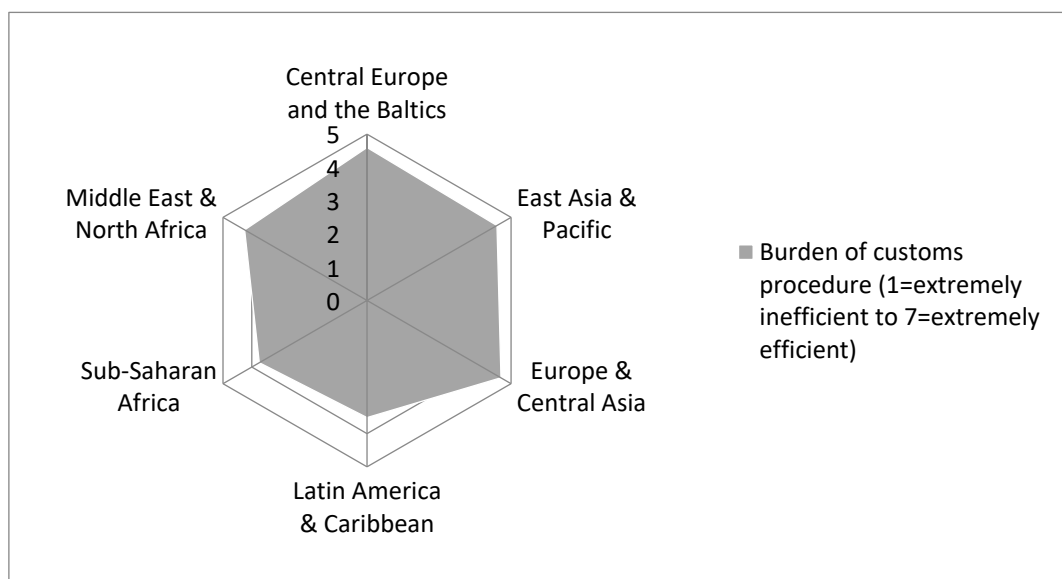 Central Europe
and the Baltics
5
4
3
2
1
0
East Asia &
Pacific
Europe &
Central Asia
Latin America
& Caribbean
Sub-Saharan
Africa
Middle East &
North Africa
Burden of customs
procedure (1=extremely
inefficient to 7=extremely
efficient)